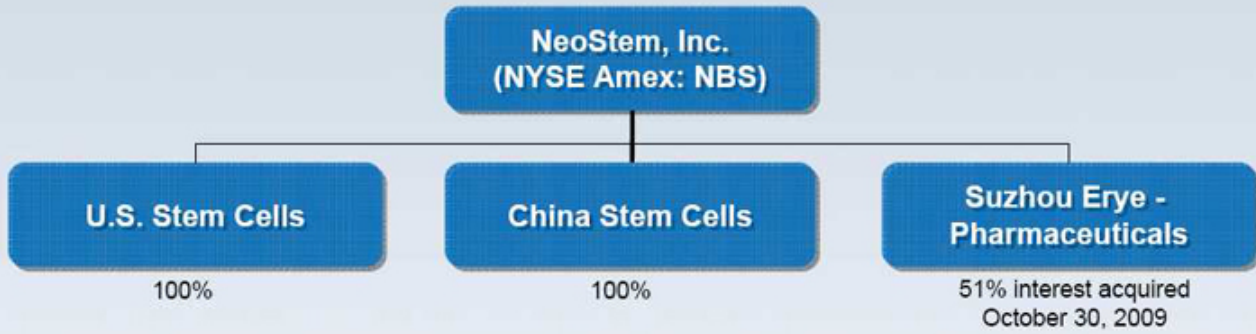 NeoStem, Inc.
(NYSE Amex: NBS)
U.S. Stem Cells
100%
China Stem Cells
100%
Suzhou Erye -
Pharmaceuticals
51% interest acquired
October 30, 2009